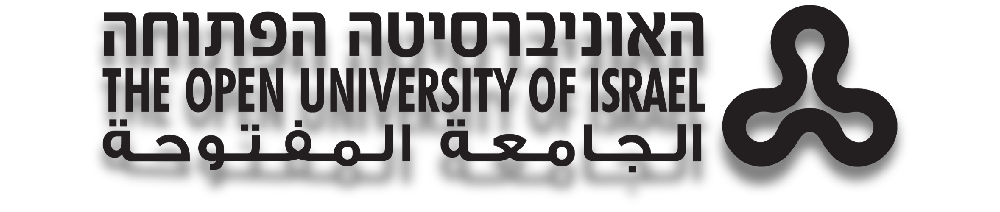 האוניברסיטה הפתוחה
THE OPEN UNIVERSITY OF ISRAEL
الجامعة المفتوحة